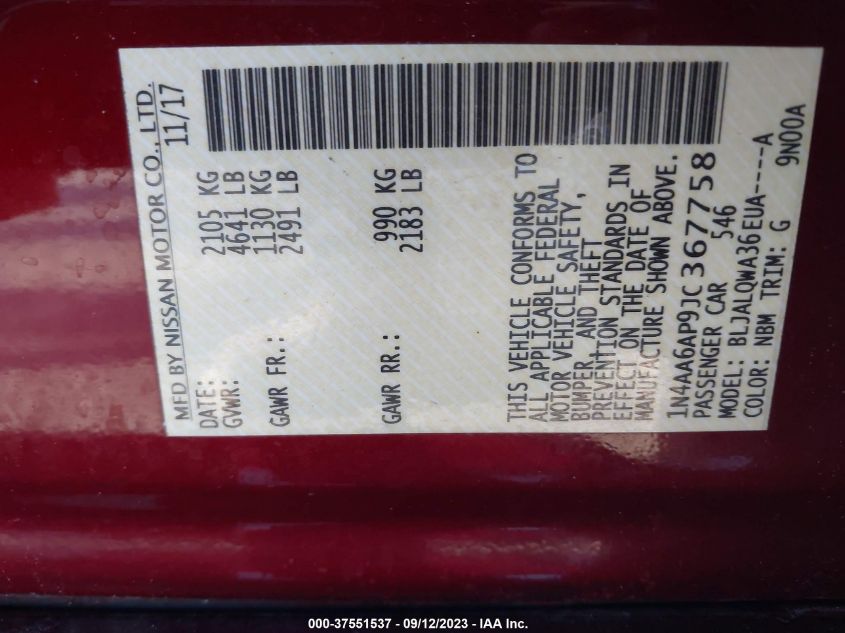 MFD BY NISSAN MOTOR CO., LTD.
DATE: 11/17
GVWR: 2105 KG
4641 LB
GAWR FR.: 1130 KG
2491 LB
GAWR RR.: 990 KG
2183 LB
THIS VEHICLE CONFORMS TO
ALL APPLICABLE FEDERAL
MOTOR VEHICLE SAFETY,
BUMPER, AND THEFT
PREVENTION STANDARDS IN
EFFECT ON THE DATE OF
MANUFACTURE SHOWN ABOVE.
1N4AA6AP9JC367758
PASSENGER CAR 546
MODEL: BLJALQWA36EUA-----A
COLOR: NBM TRIM: G 9N00A
000-37551537 - 09/12/2023 - IAA Inc.